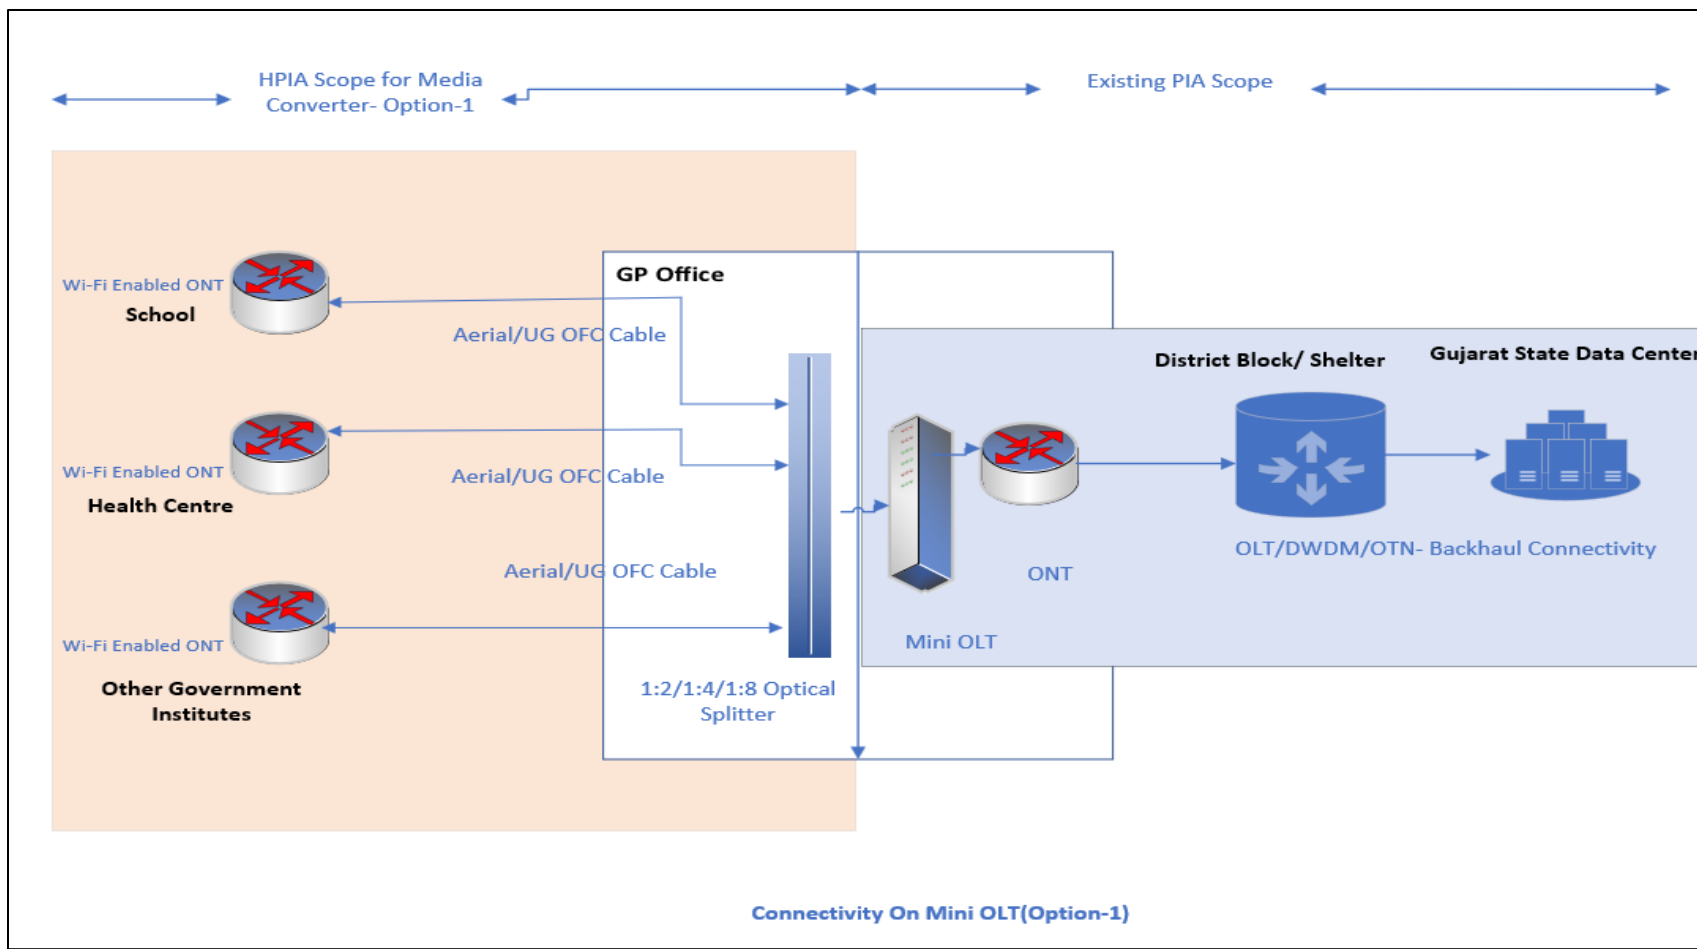 HPIA Scope for Media
Converter- Option-1
Existing PIA Scope
GP Office
Wi-Fi Enabled ONT
School
Aerial/UG OFC Cable
District Block/ Shelter
Gujarat State Data Center
Wi-Fi Enabled ONT
Health Centre
Aerial/UG OFC Cable
OLT/DWDM/OTN- Backhaul Connectivity
ONT
Aerial/UG OFC Cable
Mini OLT
Wi-Fi Enabled ONT
Other Government
Institutes
1:2/1:4/1:8 Optical
Splitter
Connectivity On Mini OLT(Option-1)